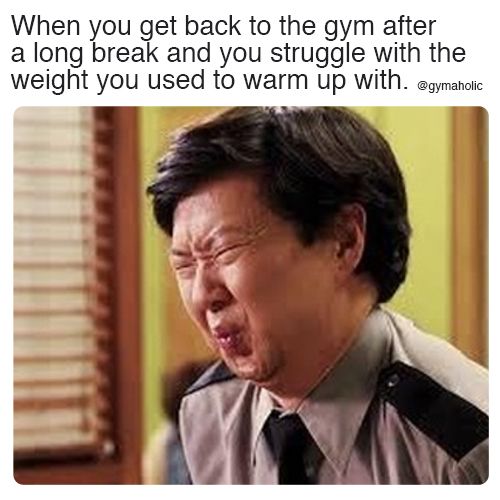 When you get back to the gym after
a long break and you struggle with the
weight you used to warm up with. @gymaholic